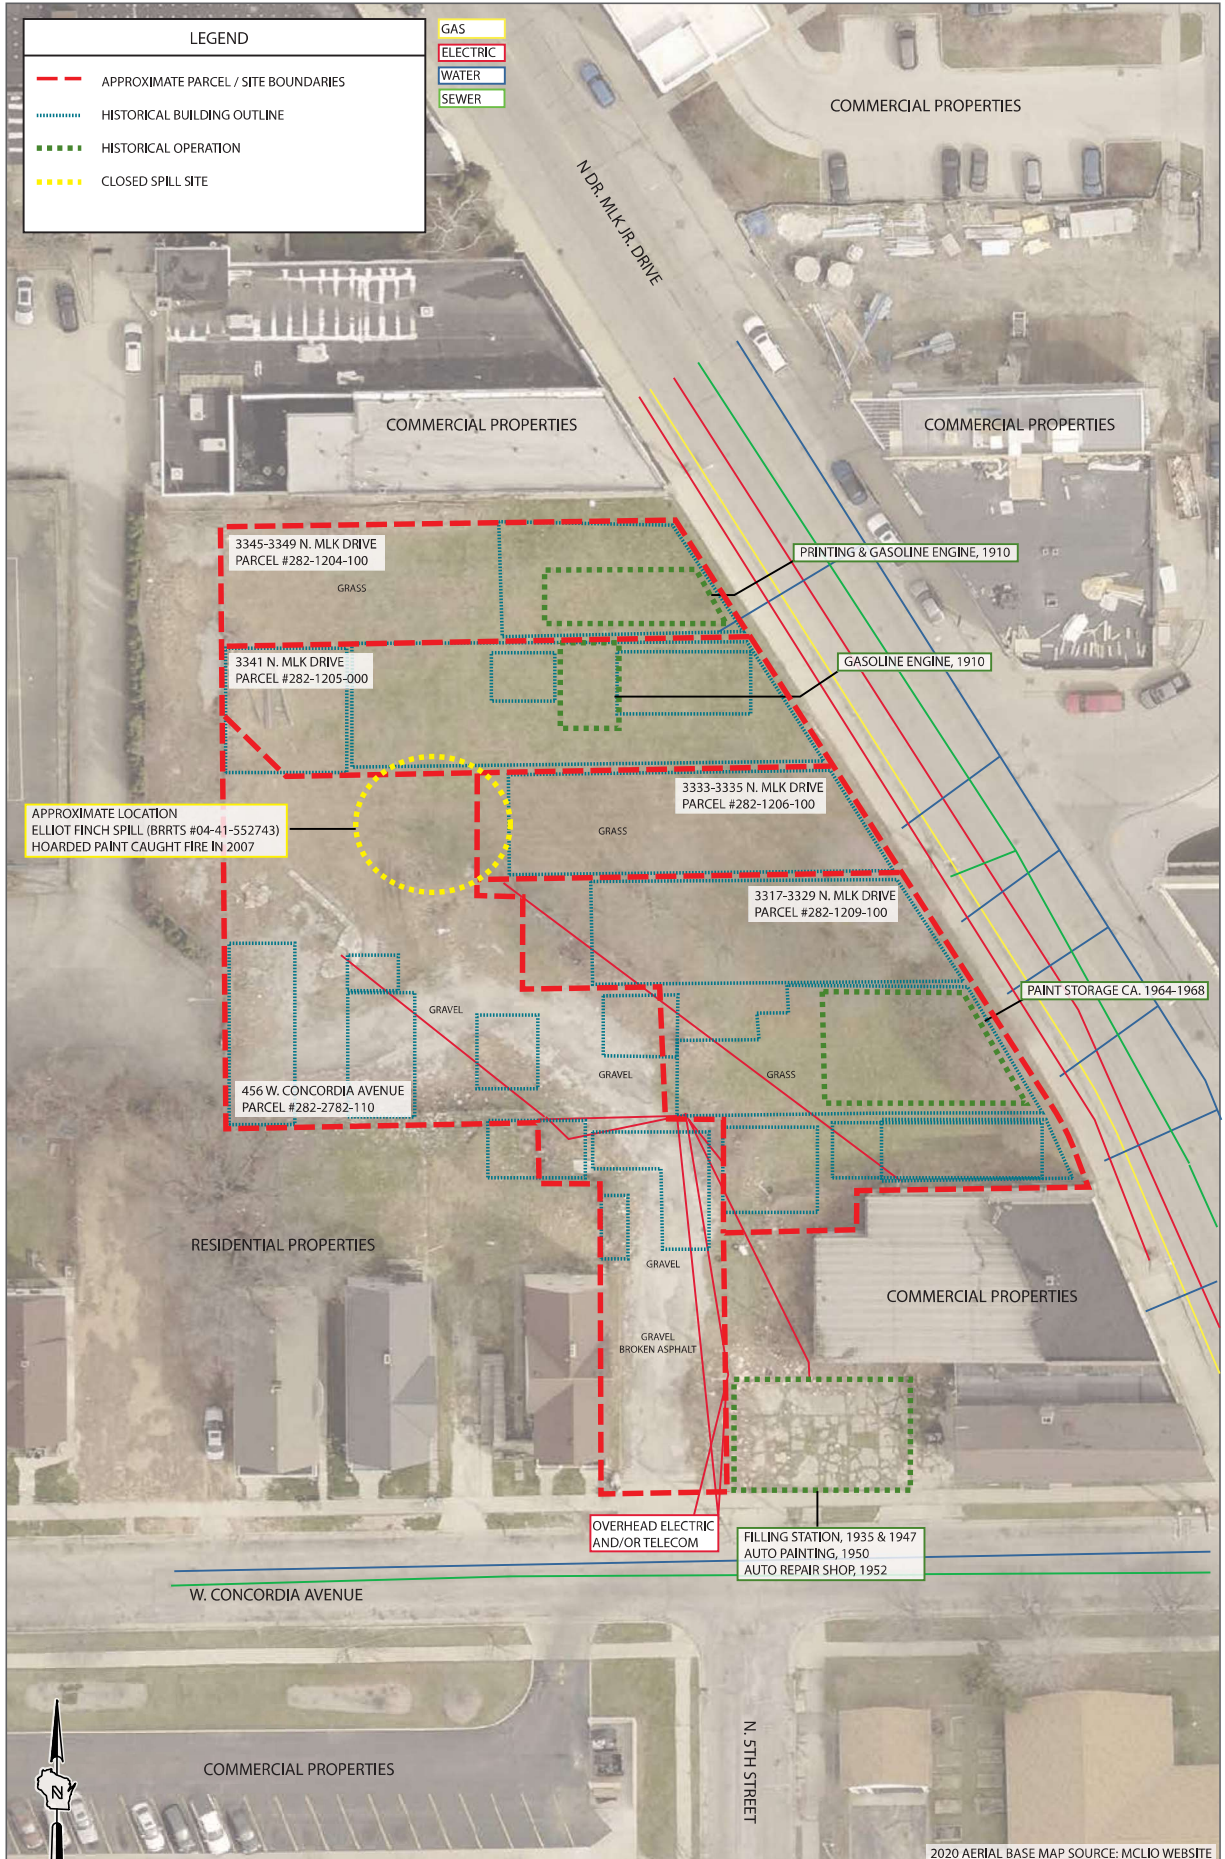 LEGEND
APPROXIMATE PARCEL / SITE BOUNDARIES
HISTORICAL BUILDING OUTLINE
HISTORICAL OPERATION
CLOSED SPILL SITE
GAS
ELECTRIC
WATER
SEWER
COMMERCIAL PROPERTIES
N DR. MLK JR. DRIVE
COMMERCIAL PROPERTIES
COMMERCIAL PROPERTIES
3345-3349 N. MLK DRIVE
PARCEL #282-1204-100
GRASS
PRINTING & GASOLINE ENGINE, 1910
3341 N. MLK DRIVE
PARCEL #282-1205-000
GASOLINE ENGINE, 1910
3333-3335 N. MLK DRIVE
PARCEL #282-1206-100
GRASS
APPROXIMATE LOCATION
ELLIOT FINCH SPILL (BRRTS #04-41-552743)
HOARDED PAINT CAUGHT FIRE IN 2007
3317-3329 N. MLK DRIVE
PARCEL #282-1209-100
PAINT STORAGE CA. 1964-1968
GRAVEL
GRAVEL
GRASS
456 W. CONCORDIA AVENUE
PARCEL #282-2782-110
RESIDENTIAL PROPERTIES
GRAVEL
COMMERCIAL PROPERTIES
GRAVEL
BROKEN ASPHALT
OVERHEAD ELECTRIC
AND/OR TELECOM
FILLING STATION, 1935 & 1947
AUTO PAINTING, 1950
AUTO REPAIR SHOP, 1952
W. CONCORDIA AVENUE
N. 5TH STREET
COMMERCIAL PROPERTIES
N
2020 AERIAL BASE MAP SOURCE: MCLIO WEBSITE